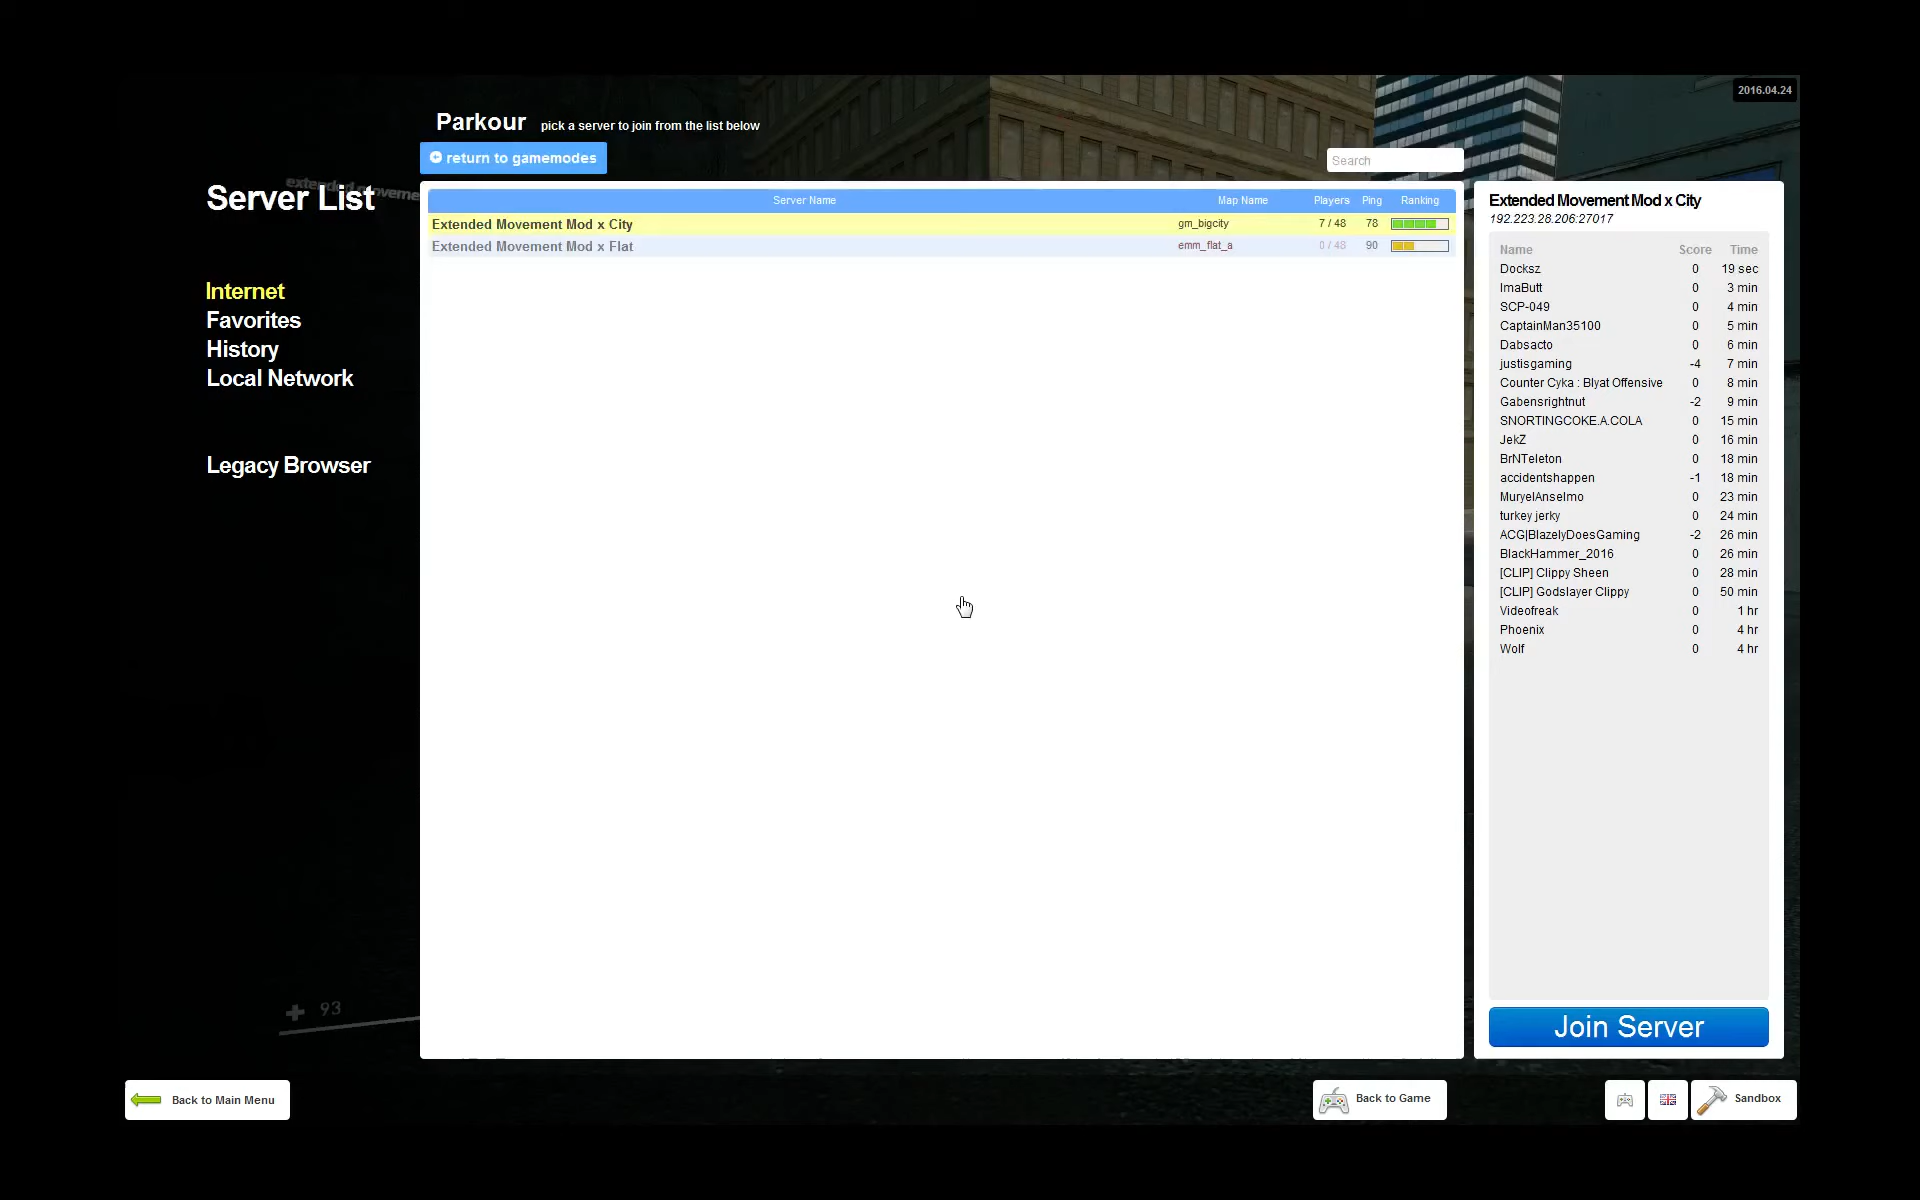 2016.04.24
Parkour pick a server to join from the list below
return to gamemodes
Search
Server List
Internet
Favorites
History
Local Network
Legacy Browser
Server Name Map Name Players Ping Ranking
Extended Movement Mod x City gm_bigcity 7 / 48 78
Extended Movement Mod x Flat emm_flat_a 0 / 48 90
Extended Movement Mod x City
192.223.28.206:27017
Name Score Time
Docksz 0 19 sec
ImaButt 0 3 min
SCP-049 0 4 min
CaptainMan35100 0 5 min
Dabsacto 0 6 min
justisgaming -4 7 min
Counter Cyka : Blyat Offensive 0 8 min
Gabensrightnut -2 9 min
SNORTINGCOKE.A.COLA 0 15 min
JekZ 0 16 min
BrNTeleton 0 18 min
accidentshappen -1 18 min
MuryelAnselmo 0 23 min
turkey jerky 0 24 min
ACG|BlazelyDoesGaming -2 26 min
BlackHammer_2016 0 26 min
[CLIP] Clippy Sheen 0 28 min
[CLIP] Godslayer Clippy 0 50 min
Videofreak 0 1 hr
Phoenix 0 4 hr
Wolf 0 4 hr
Join Server
93
Back to Main Menu
Back to Game
Sandbox